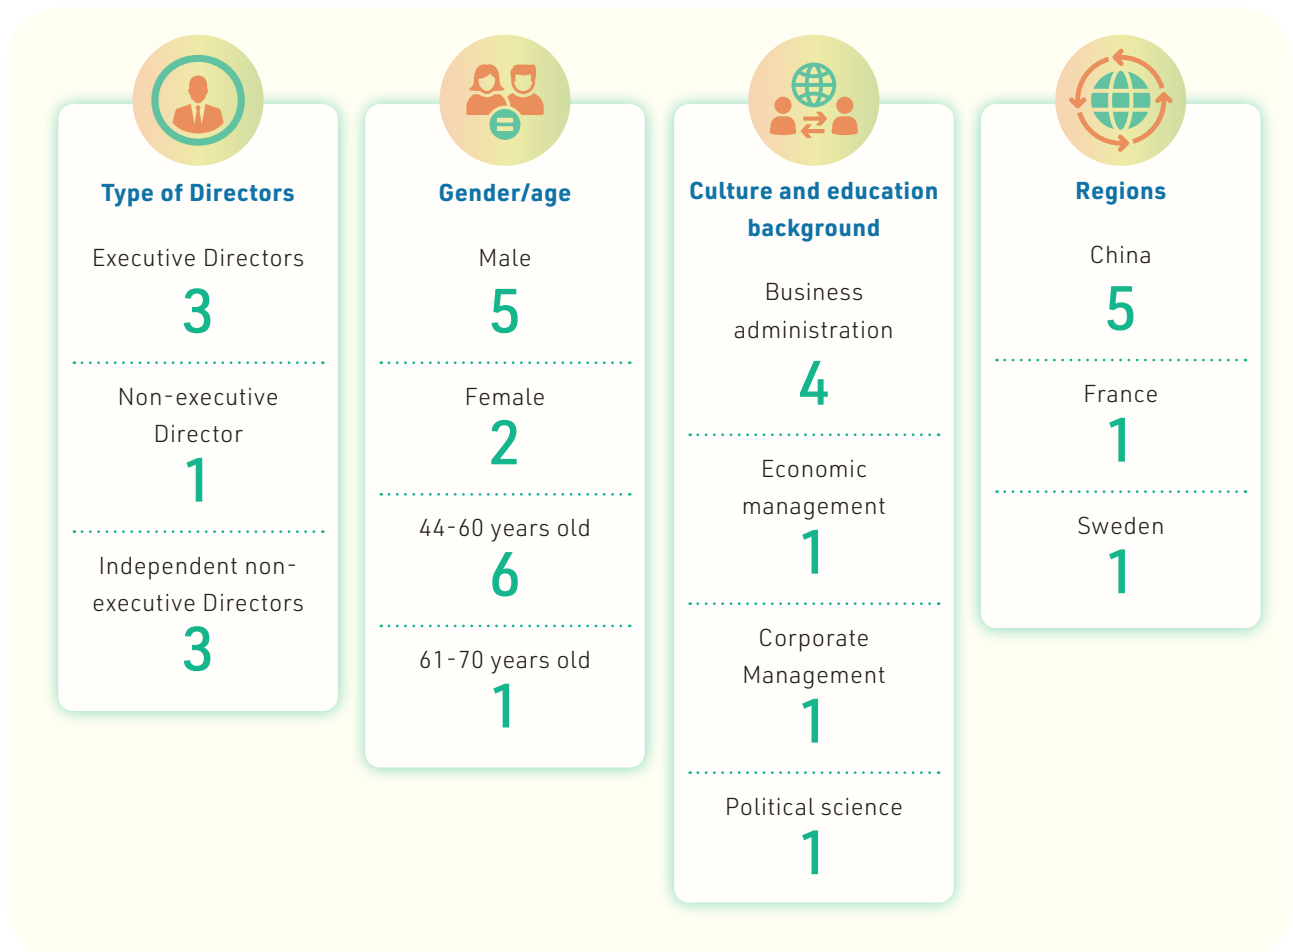 Type of Directors
Executive Directors
3
Non-executive
Director
1
Independent non-
executive Directors
3
Gender/age
Male
5
Female
2
44-60 years old
6
61-70 years old
1
Culture and education
background
Business
administration
4
Economic
management
1
Corporate
Management
1
Political science
1
Regions
China
5
France
1
Sweden
1